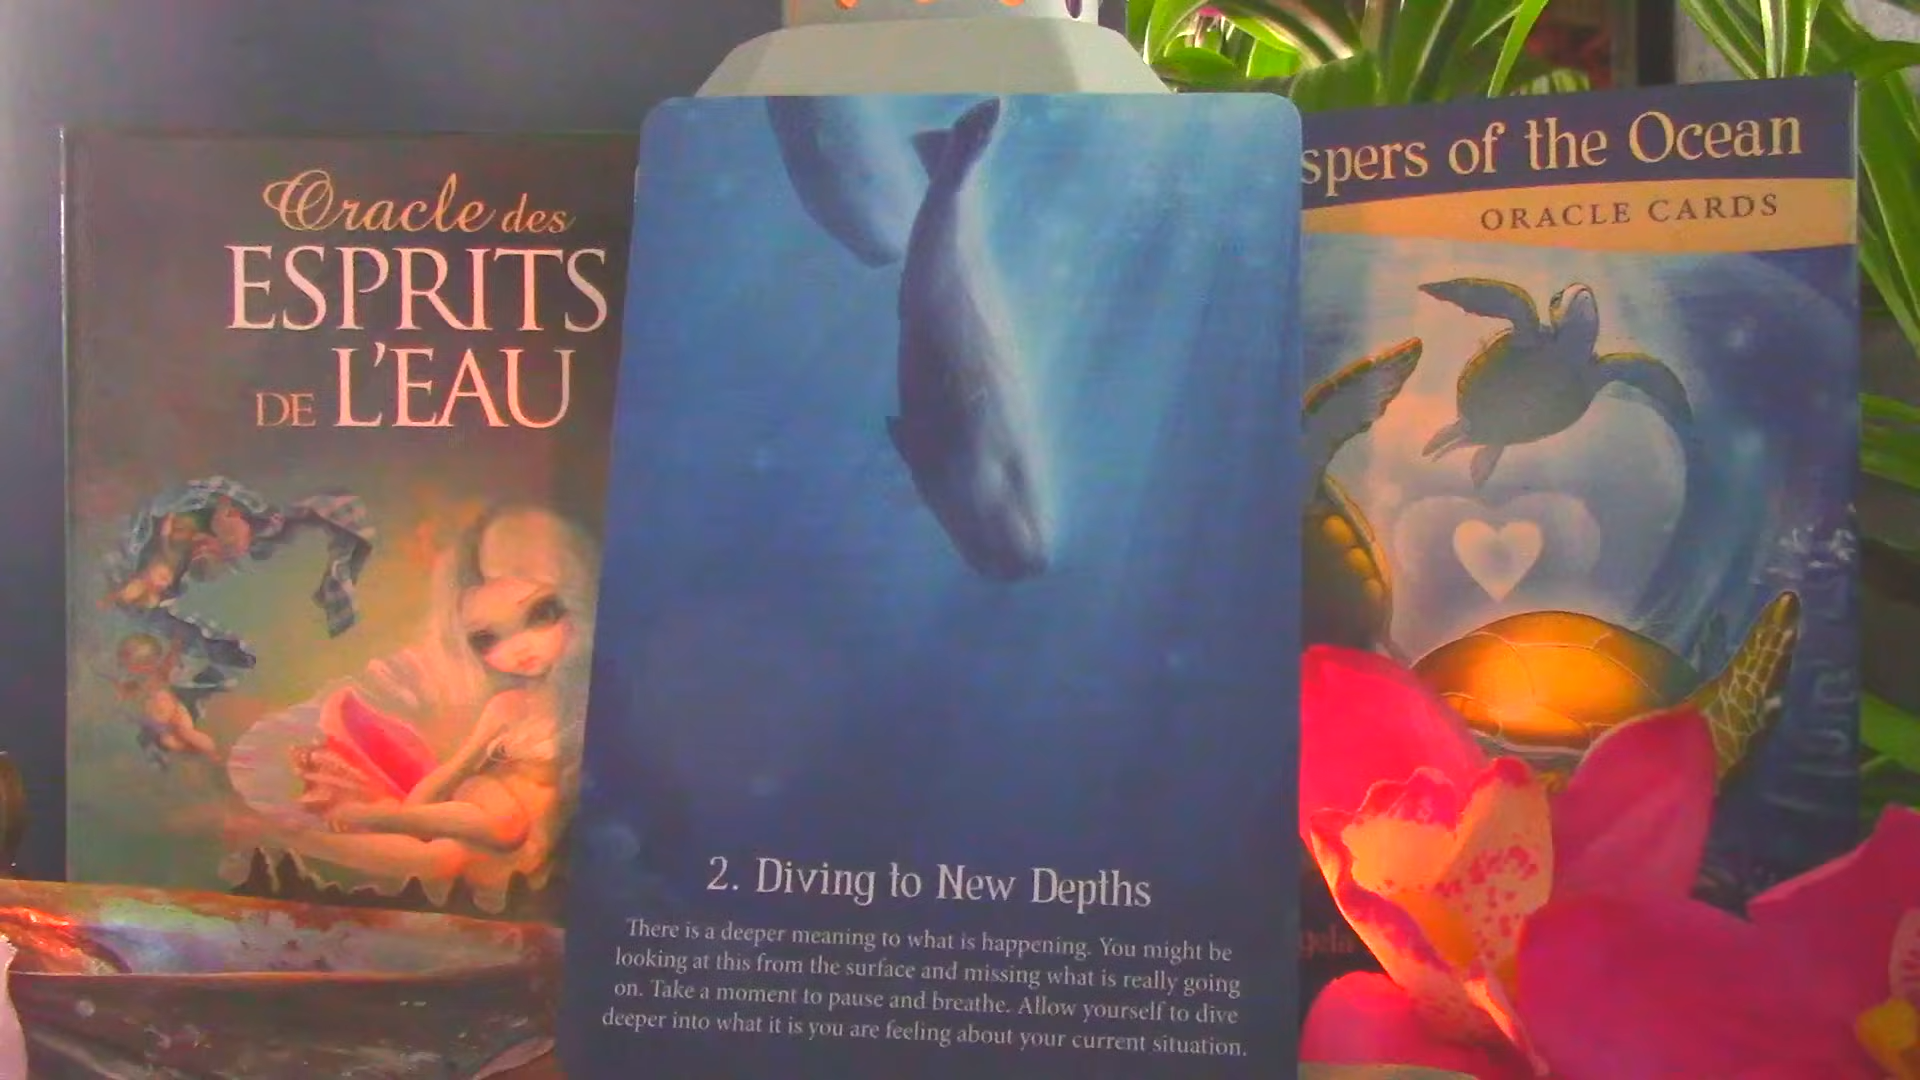 Oracle des
ESPRITS
DE L'EAU
2. Diving to New Depths
There is a deeper meaning to what is happening. You might be
looking at this from the surface and missing what is really going
on. Take a moment to pause and breathe. Allow yourself to dive
deeper into what it is you are feeling about your current situation.
spers of the Ocean
ORACLE CARDS